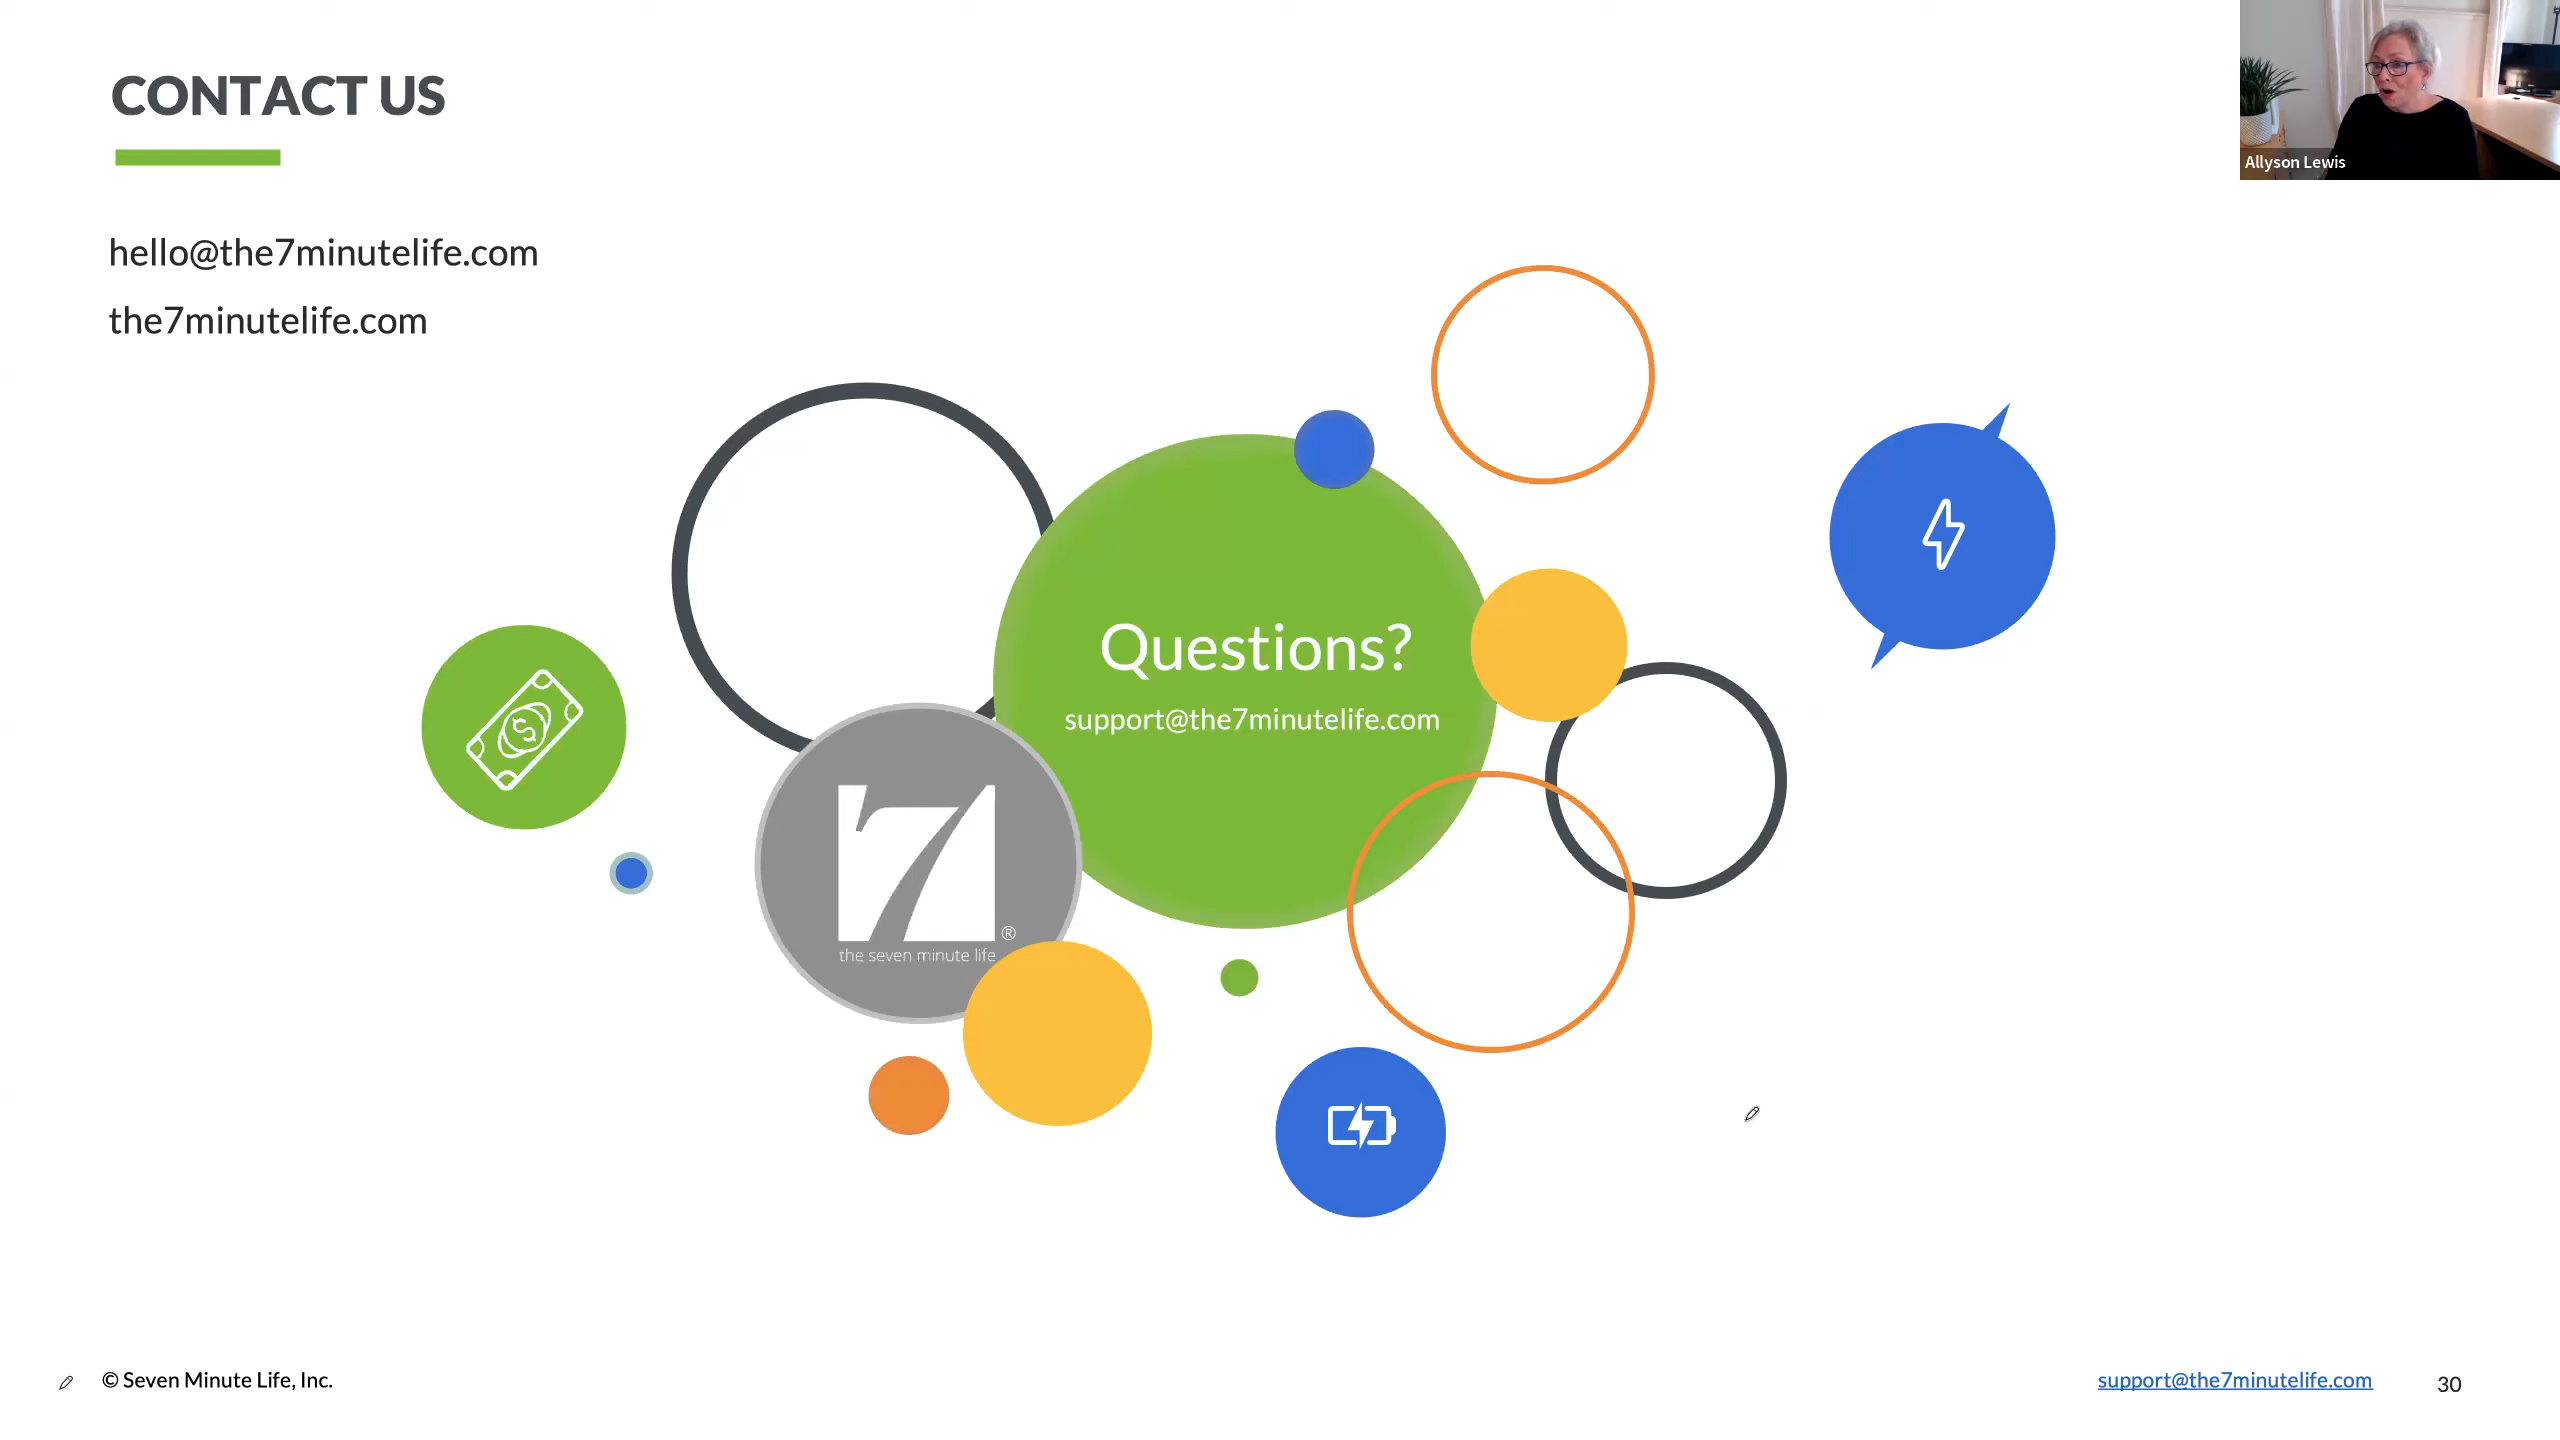 CONTACT US
Allyson Lewis
hello@the7minutelife.com
the7minutelife.com
Questions?
support@the7minutelife.com
$
7®
the seven minute life
© Seven Minute Life, Inc.
support@the7minutelife.com
30